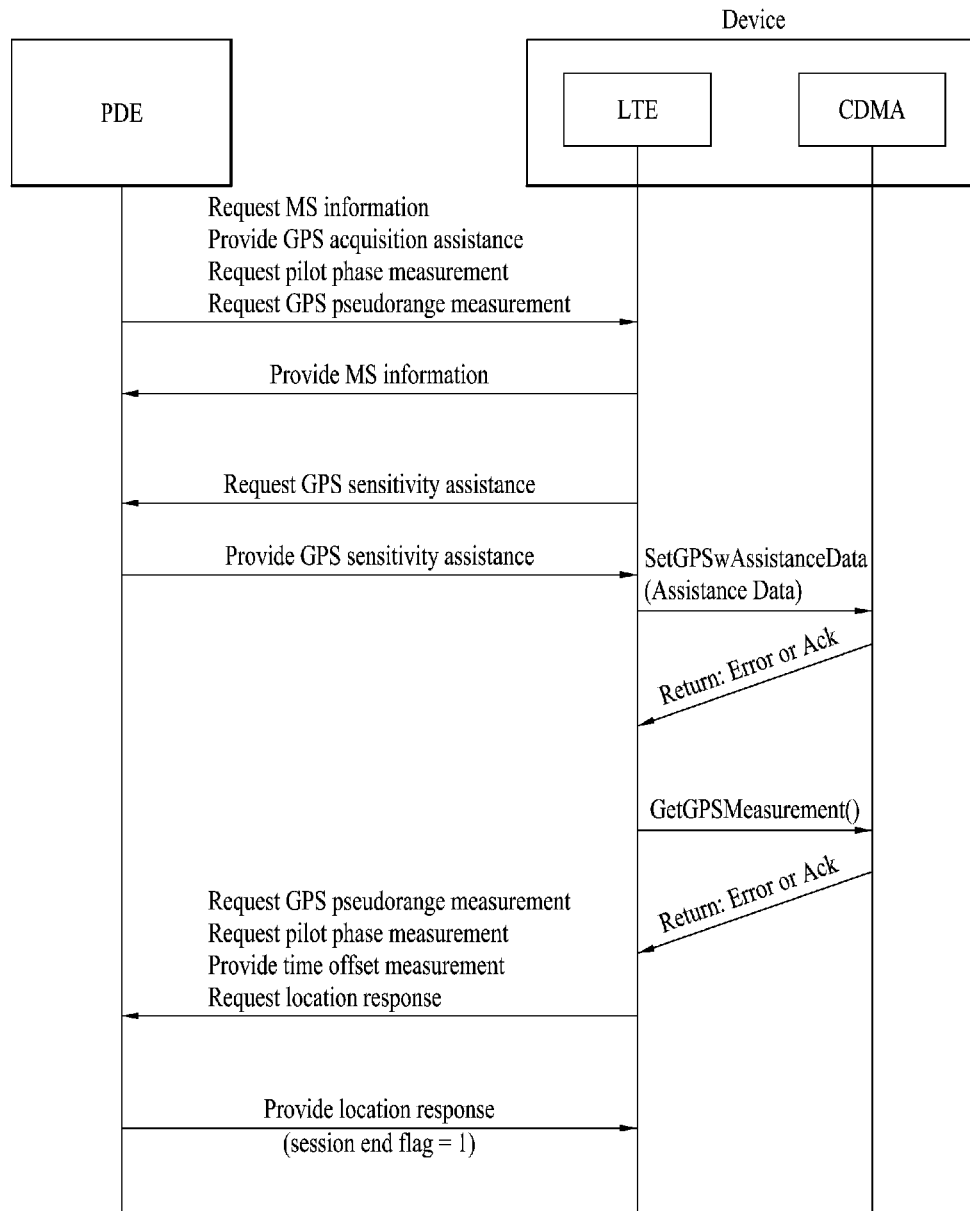 Device
PDE
LTE
CDMA
Request MS information
Provide GPS acquisition assistance
Request pilot phase measurement
Request GPS pseudorange measurement
Provide MS information
Request GPS sensitivity assistance
Provide GPS sensitivity assistance
SetGPSwAssistanceData
(Assistance Data)
Return: Error or Ack
GetGPSMeasurement()
Return: Error or Ack
Request GPS pseudorange measurement
Request pilot phase measurement
Provide time offset measurement
Request location response
Provide location response
(session end flag = 1)